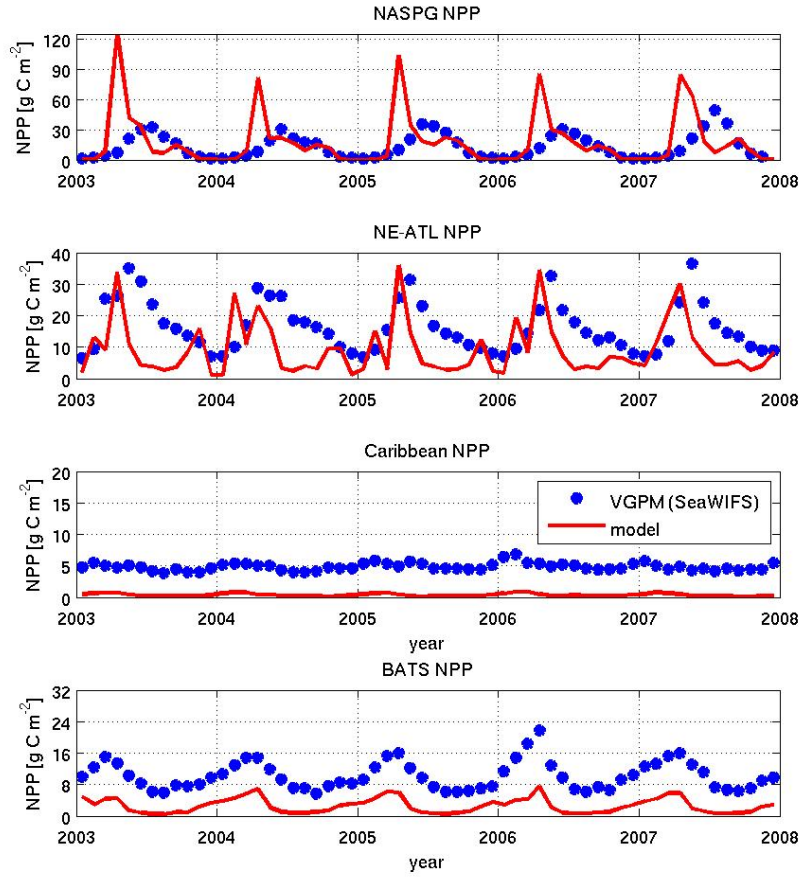 NASPG NPP
NPP [g C m-2]
120
90
60
30
0
2003 2004 2005 2006 2007 2008
NE-ATL NPP
NPP [g C m-2]
40
30
20
10
0
2003 2004 2005 2006 2007 2008
Caribbean NPP
NPP [g C m-2]
20
15
10
5
0
VGPM (SeaWIFS)
model
2003 2004 2005 2006 2007 2008
year
BATS NPP
NPP [g C m-2]
32
24
16
8
0
2003 2004 2005 2006 2007 2008
year